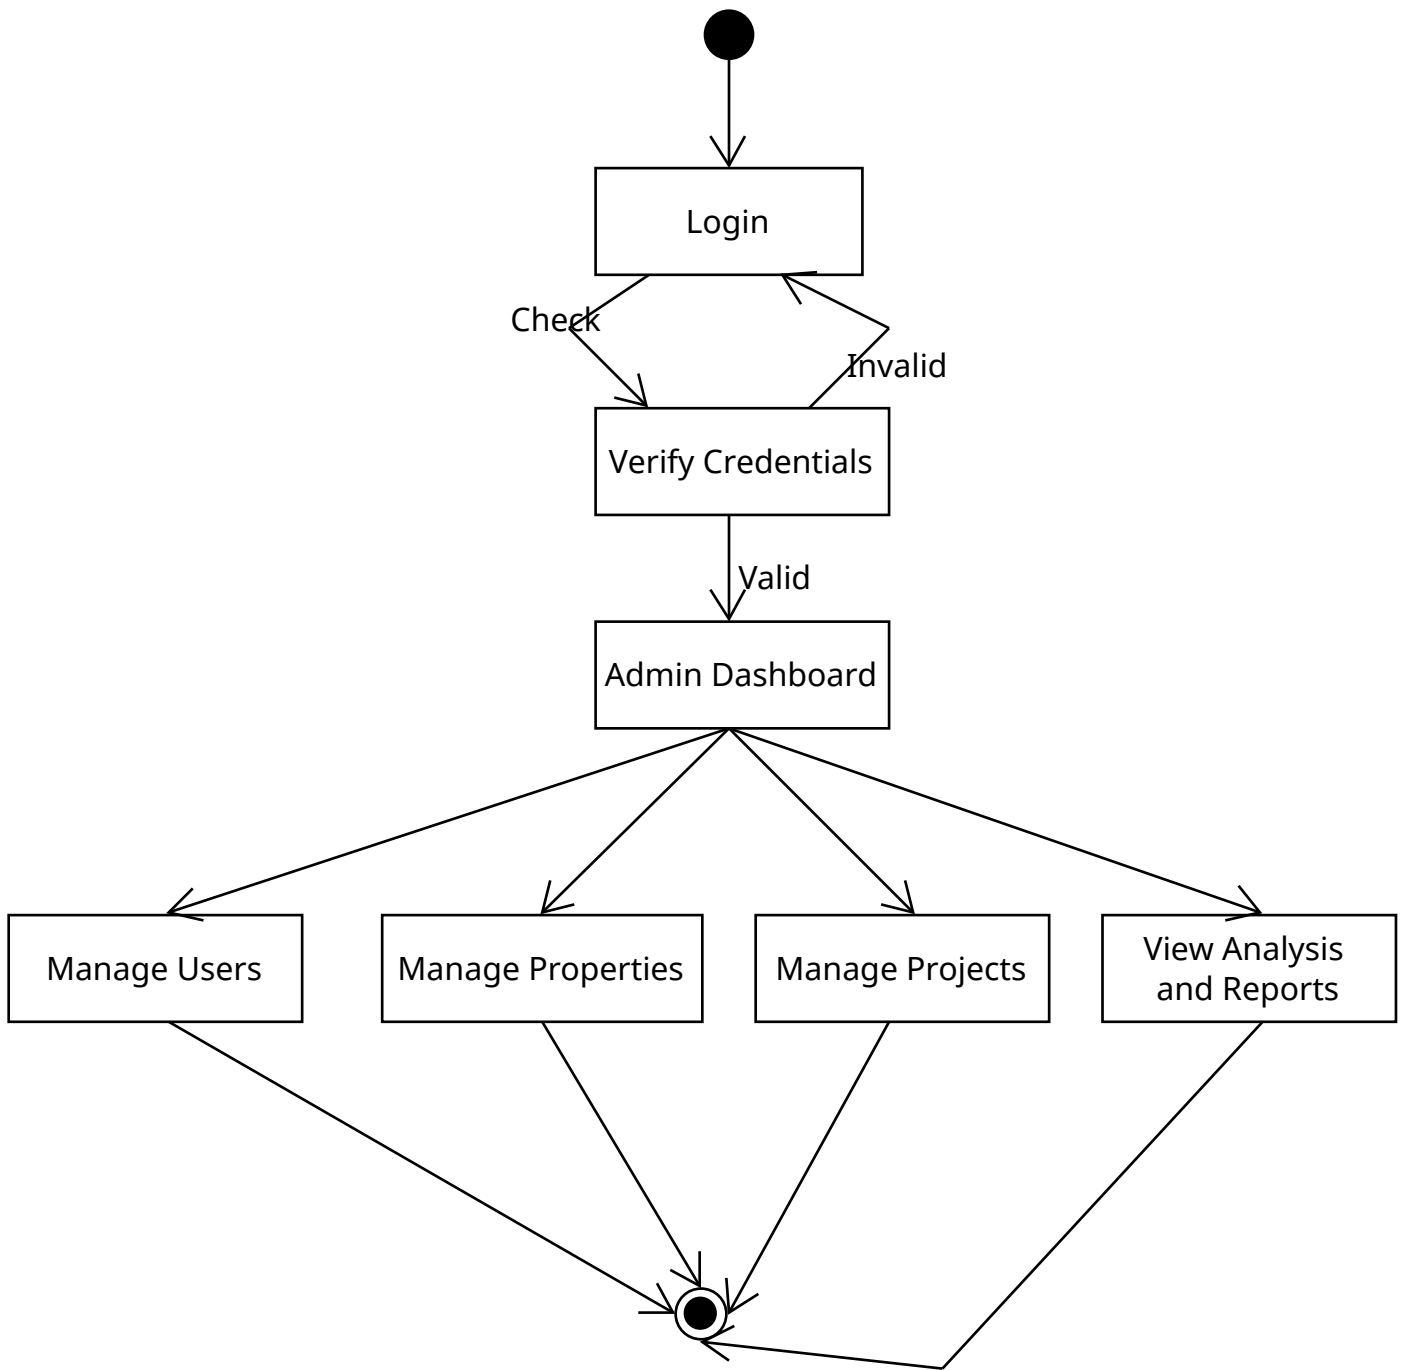 Login
Check
Invalid
Verify Credentials
Valid
Admin Dashboard
Manage Users
Manage Properties
Manage Projects
View Analysis
and Reports